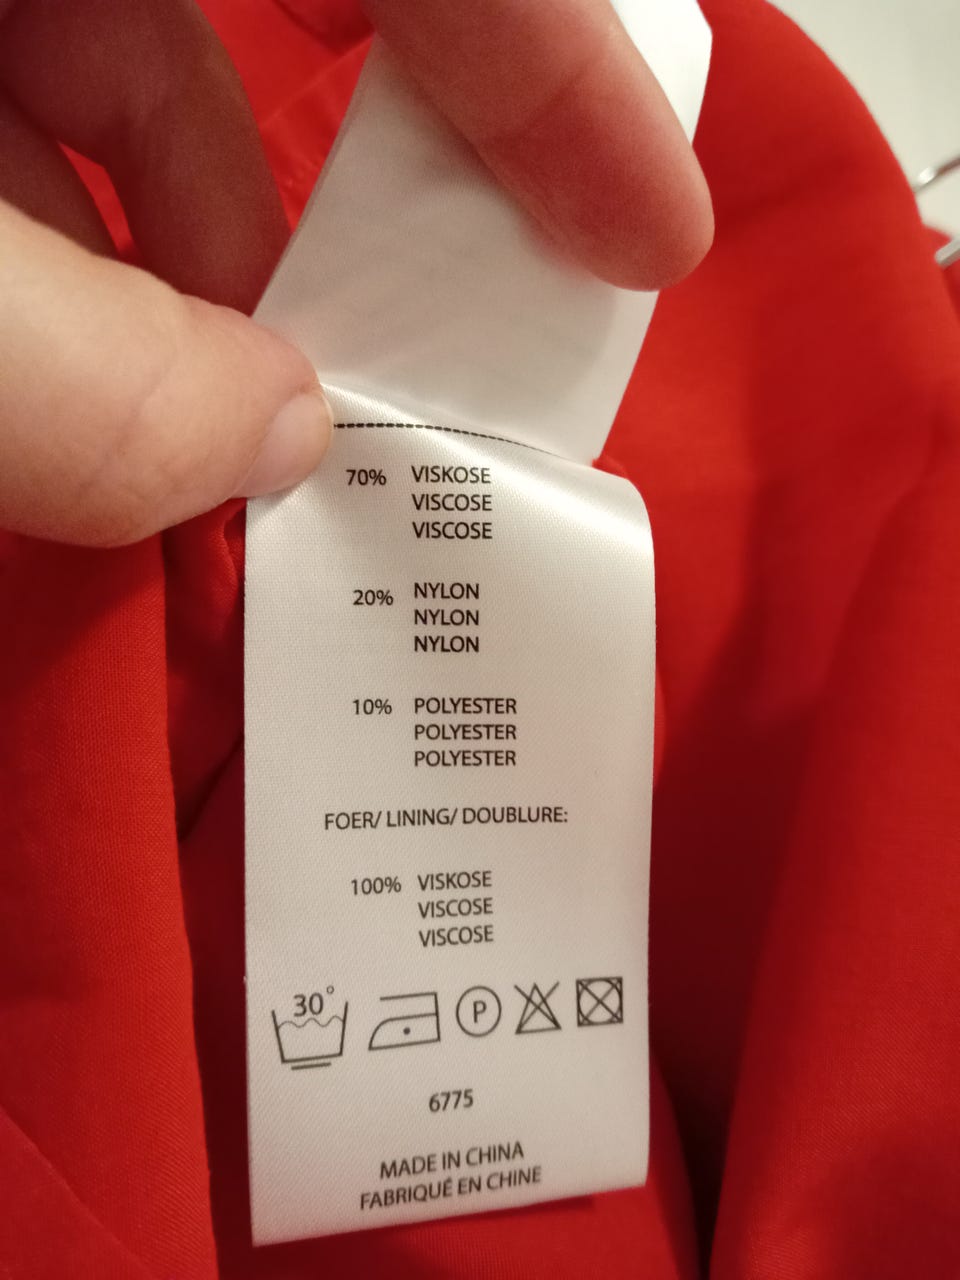 70% VISKOSE
VISCOSE
VISCOSE
20% NYLON
NYLON
NYLON
10% POLYESTER
POLYESTER
POLYESTER
FOER/ LINING/ DOUBLURE:
100% VISKOSE
VISCOSE
VISCOSE
30° P
6775
MADE IN CHINA
FABRIQUÉ EN CHINE